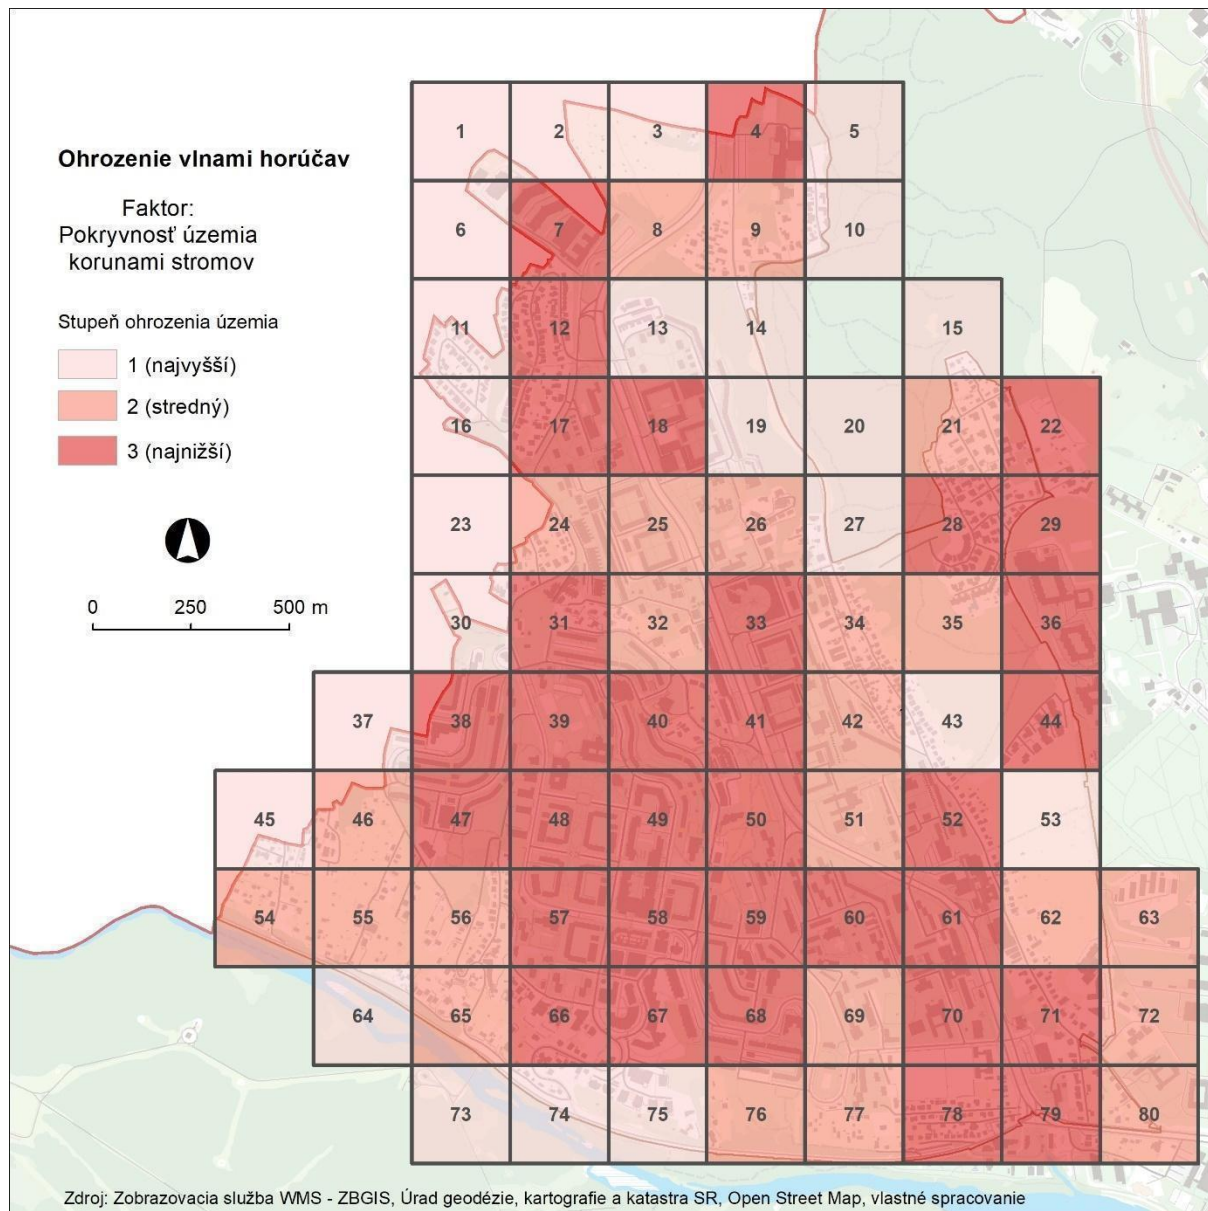 Ohrozenie vlnami horúčav
Faktor:
Pokryvnosť územia
korunami stromov
Stupeň ohrozenia územia
1 (najvyšší)
2 (stredný)
3 (najnižší)
0 250 500 m
1 2 3 4 5
6 7 8 9 10
11 12 13 14 15
16 17 18 19 20 21 22
23 24 25 26 27 28 29
30 31 32 33 34 35 36
37 38 39 40 41 42 43 44
45 46 47 48 49 50 51 52 53
54 55 56 57 58 59 60 61 62 63
64 65 66 67 68 69 70 71 72
73 74 75 76 77 78 79 80
Zdroj: Zobrazovacia služba WMS - ZBGIS, Úrad geodézie, kartografie a katastra SR, Open Street Map, vlastné spracovanie